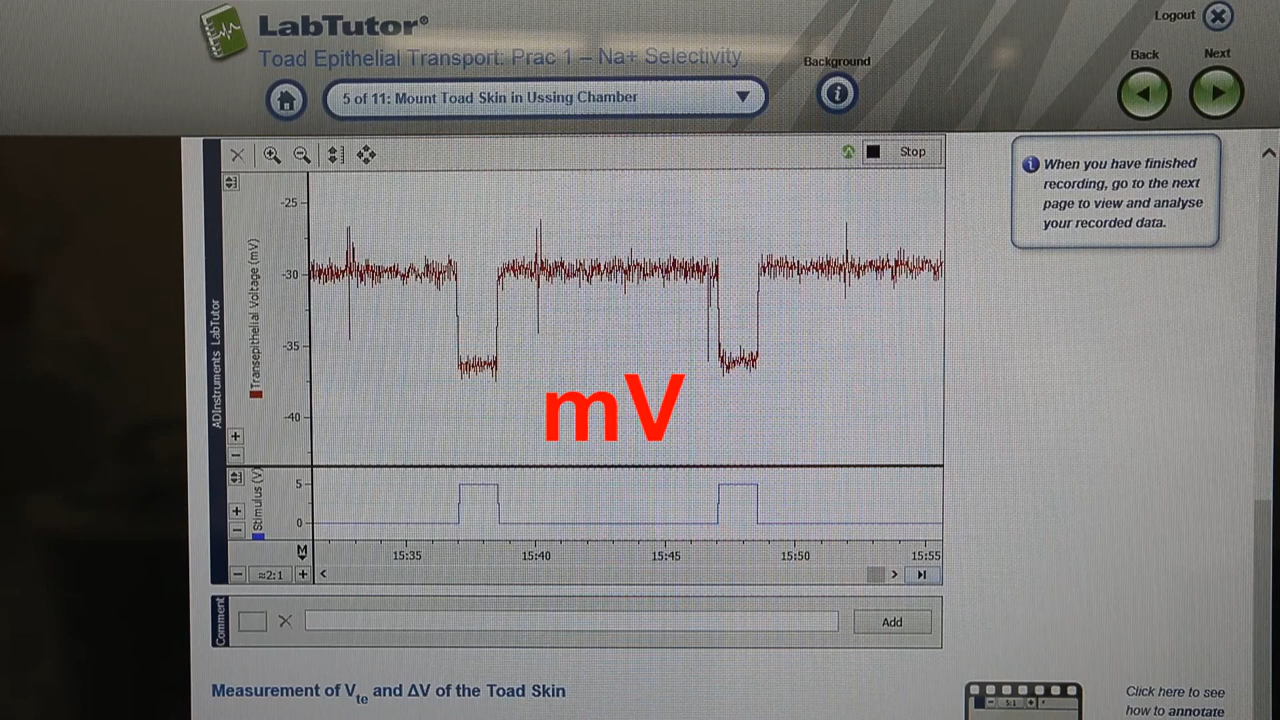 LabTutor®
Logout
Toad Epithelial Transport: Prac 1 – Na+ Selectivity
Background
Back
Next
5 of 11: Mount Toad Skin in Ussing Chamber
Stop
When you have finished
recording, go to the next
page to view and analyse
your recorded data.
ADInstruments LabTutor
Transepithelial Voltage (mV)
-25
-30
-35
-40
mV
Stimulus (V)
5
0
M
15:35
15:40
15:45
15:50
15:55
≈2:1
Comment
Add
Measurement of Vte and ΔV of the Toad Skin
5:1
Click here to see
how to annotate